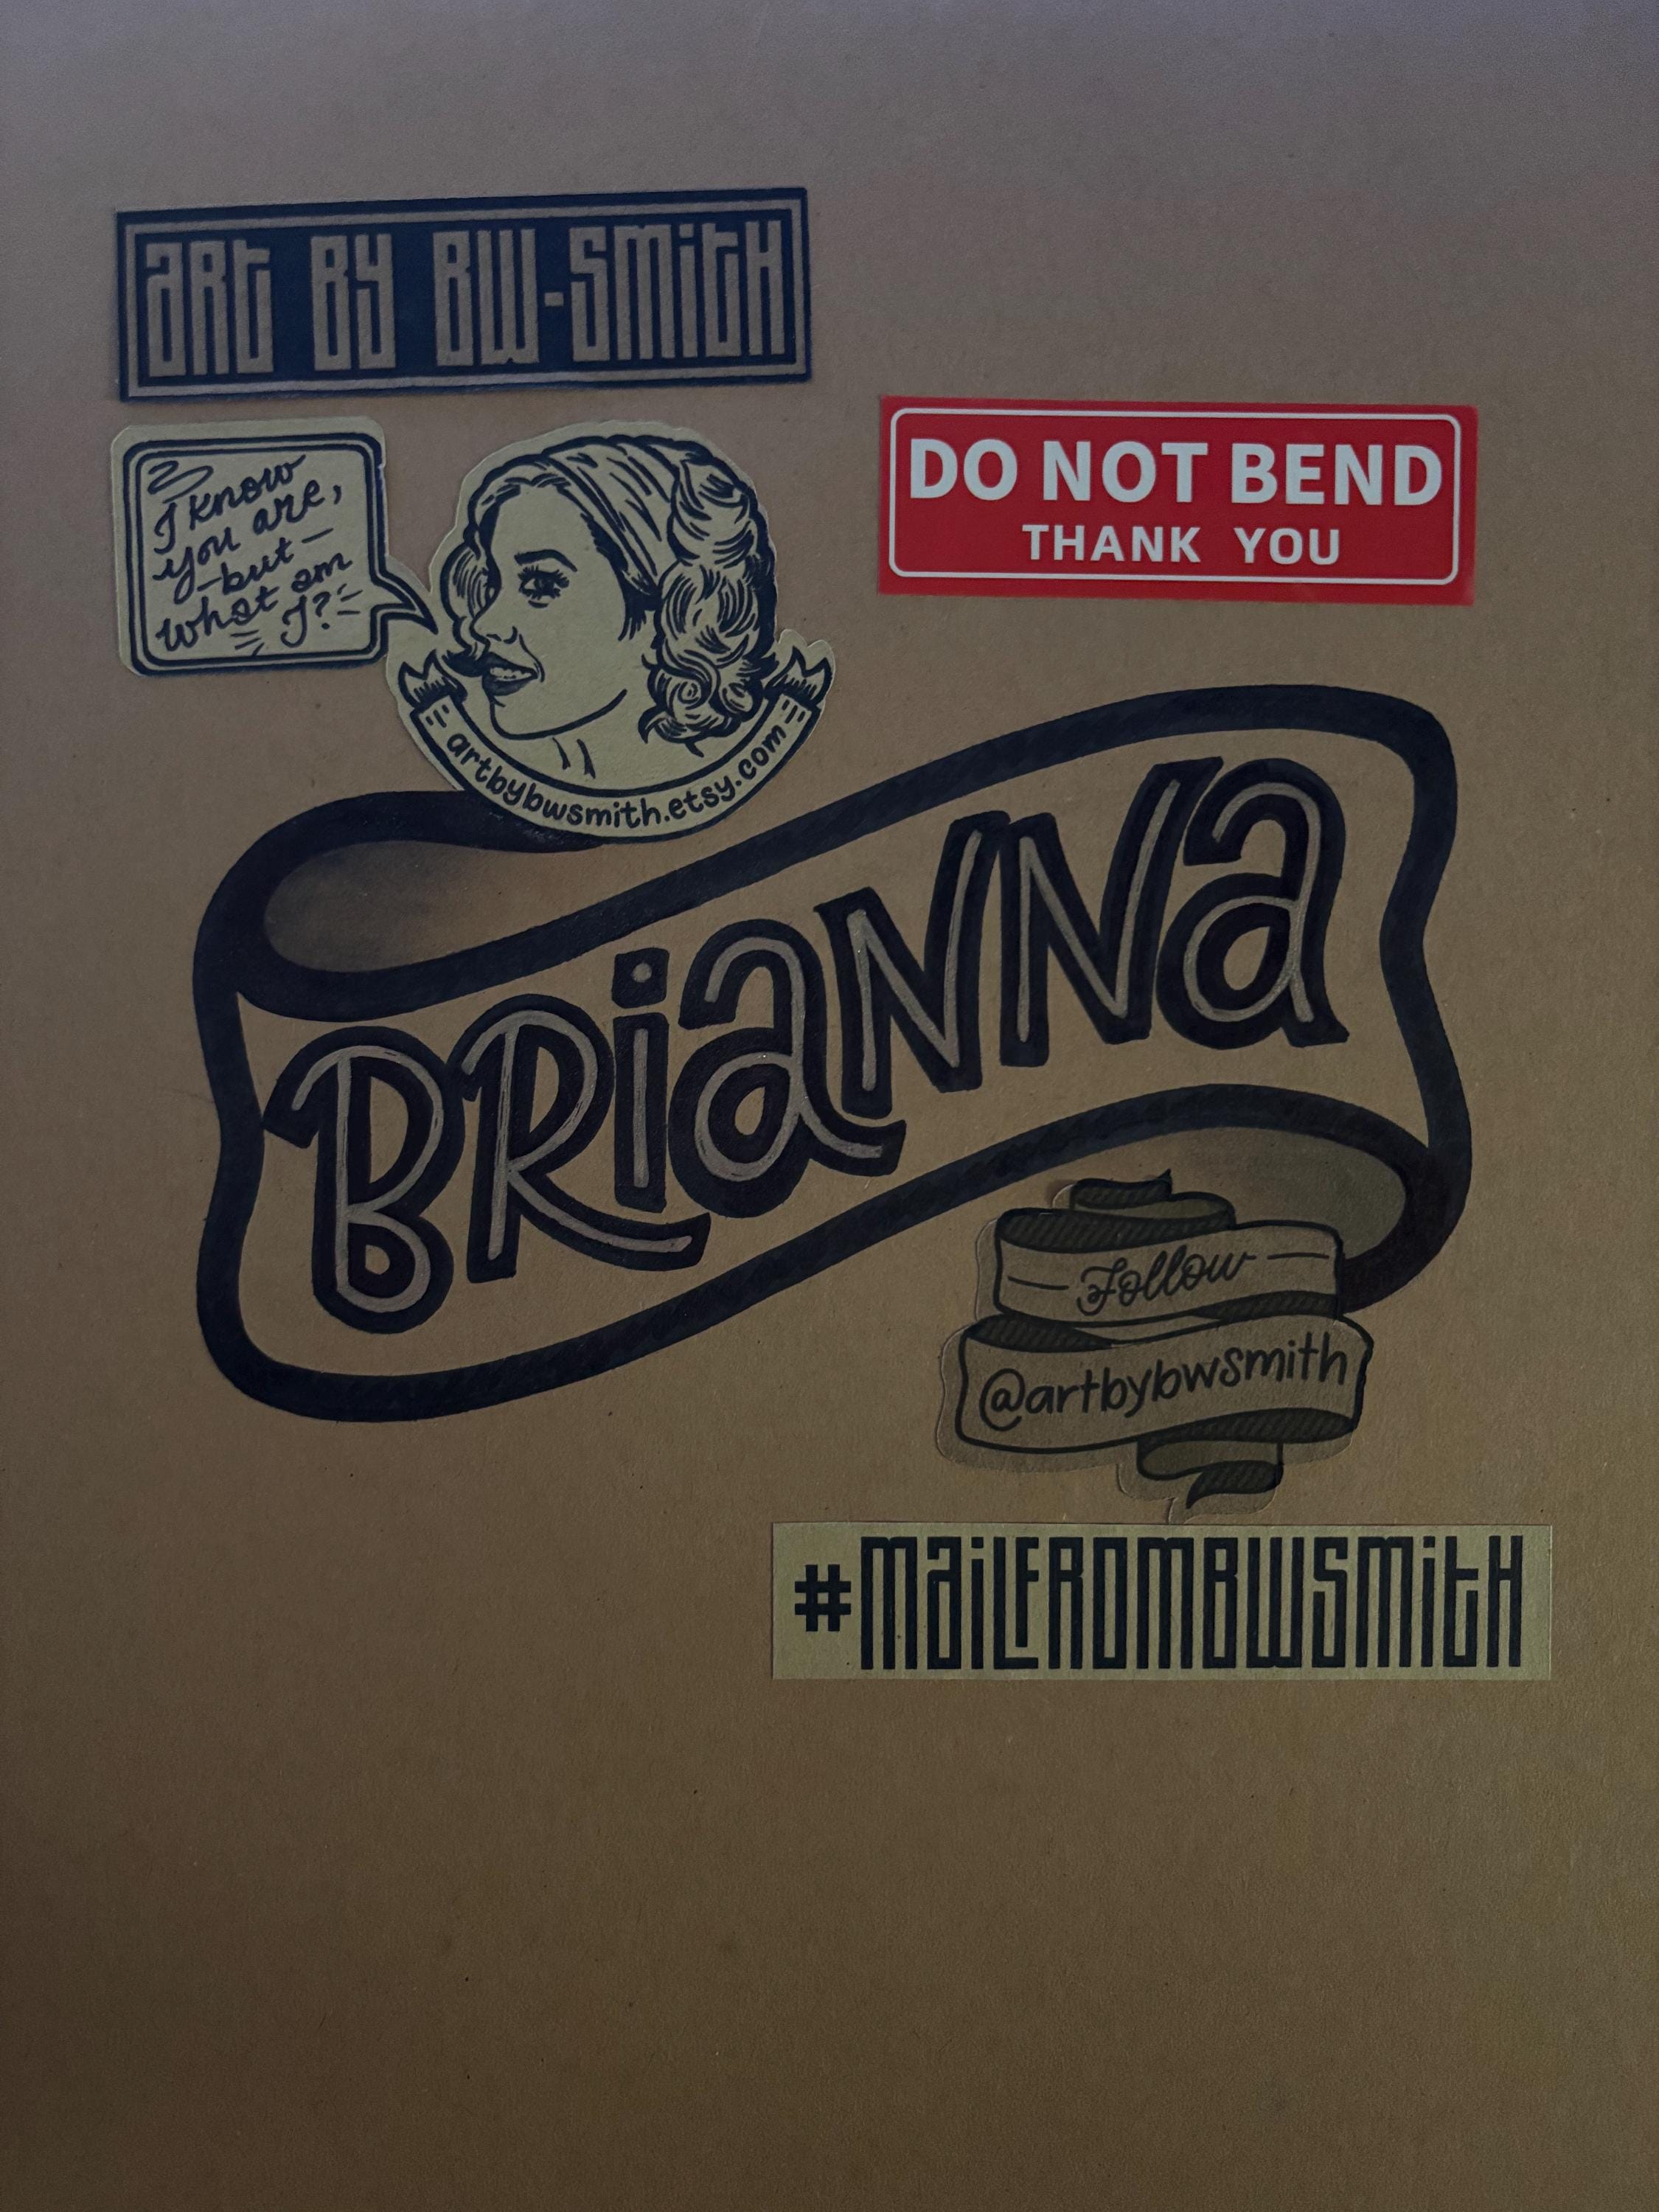 ART BY BW-SMITH
I know
you are,
-but-
what am
I?
artbybwsmith.etsy.com
DO NOT BEND
THANK YOU
BRiaNNa
Follow
@artbybwsmith
#MAILFROMBWSMITH